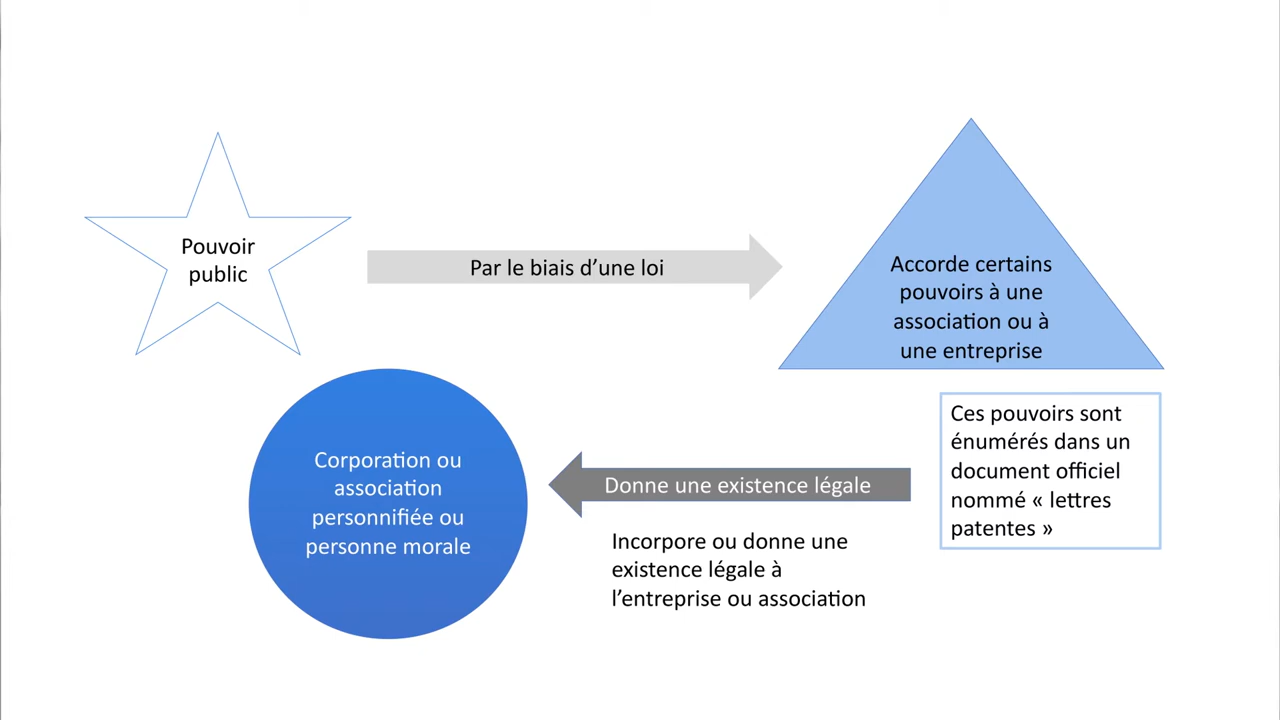 Pouvoir
public
Par le biais d’une loi
Accorde certains
pouvoirs à une
association ou à
une entreprise
Ces pouvoirs sont
énumérés dans un
document officiel
nommé « lettres
patentes »
Donne une existence légale
Incorpore ou donne une
existence légale à
l’entreprise ou association
Corporation ou
association
personnifiée ou
personne morale